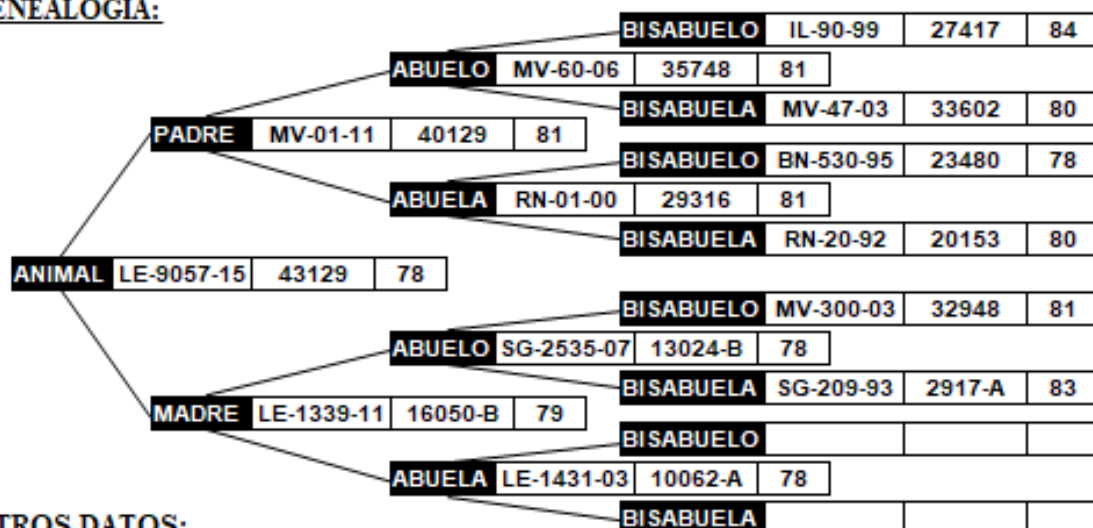 ENEALOGÍA:
BISABUELO IL-90-99 27417 84
ABUELO MV-60-06 35748 81
BISABUELA MV-47-03 33602 80
PADRE MV-01-11 40129 81
BISABUELO BN-530-95 23480 78
ABUELA RN-01-00 29316 81
BISABUELA RN-20-92 20153 80
ANIMAL LE-9057-15 43129 78
BISABUELO MV-300-03 32948 81
ABUELO SG-2535-07 13024-B 78
BISABUELA SG-209-93 2917-A 83
MADRE LE-1339-11 16050-B 79
BISABUELO
ABUELA LE-1431-03 10062-A 78
BISABUELA
TROS DATOS: